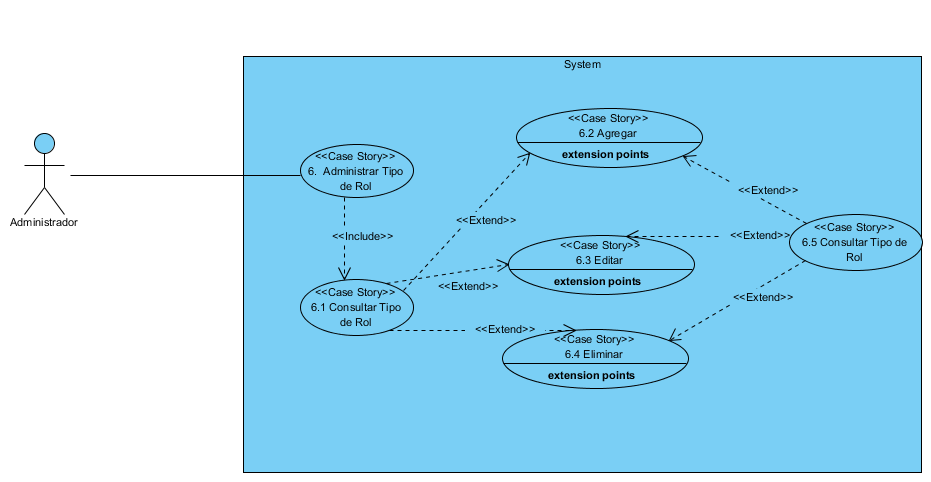 System
<<Case Story>>
6.2 Agregar
extension points
<<Case Story>>
6.  Administrar Tipo
de Rol
<<Extend>>
Administrador
<<Extend>>
<<Case Story>>
6.5 Consultar Tipo de
Rol
<<Include>>
<<Extend>>
<<Case Story>>
6.3 Editar
extension points
<<Extend>>
<<Case Story>>
6.1 Consultar Tipo
de Rol
<<Extend>>
<<Extend>>
<<Case Story>>
6.4 Eliminar
extension points